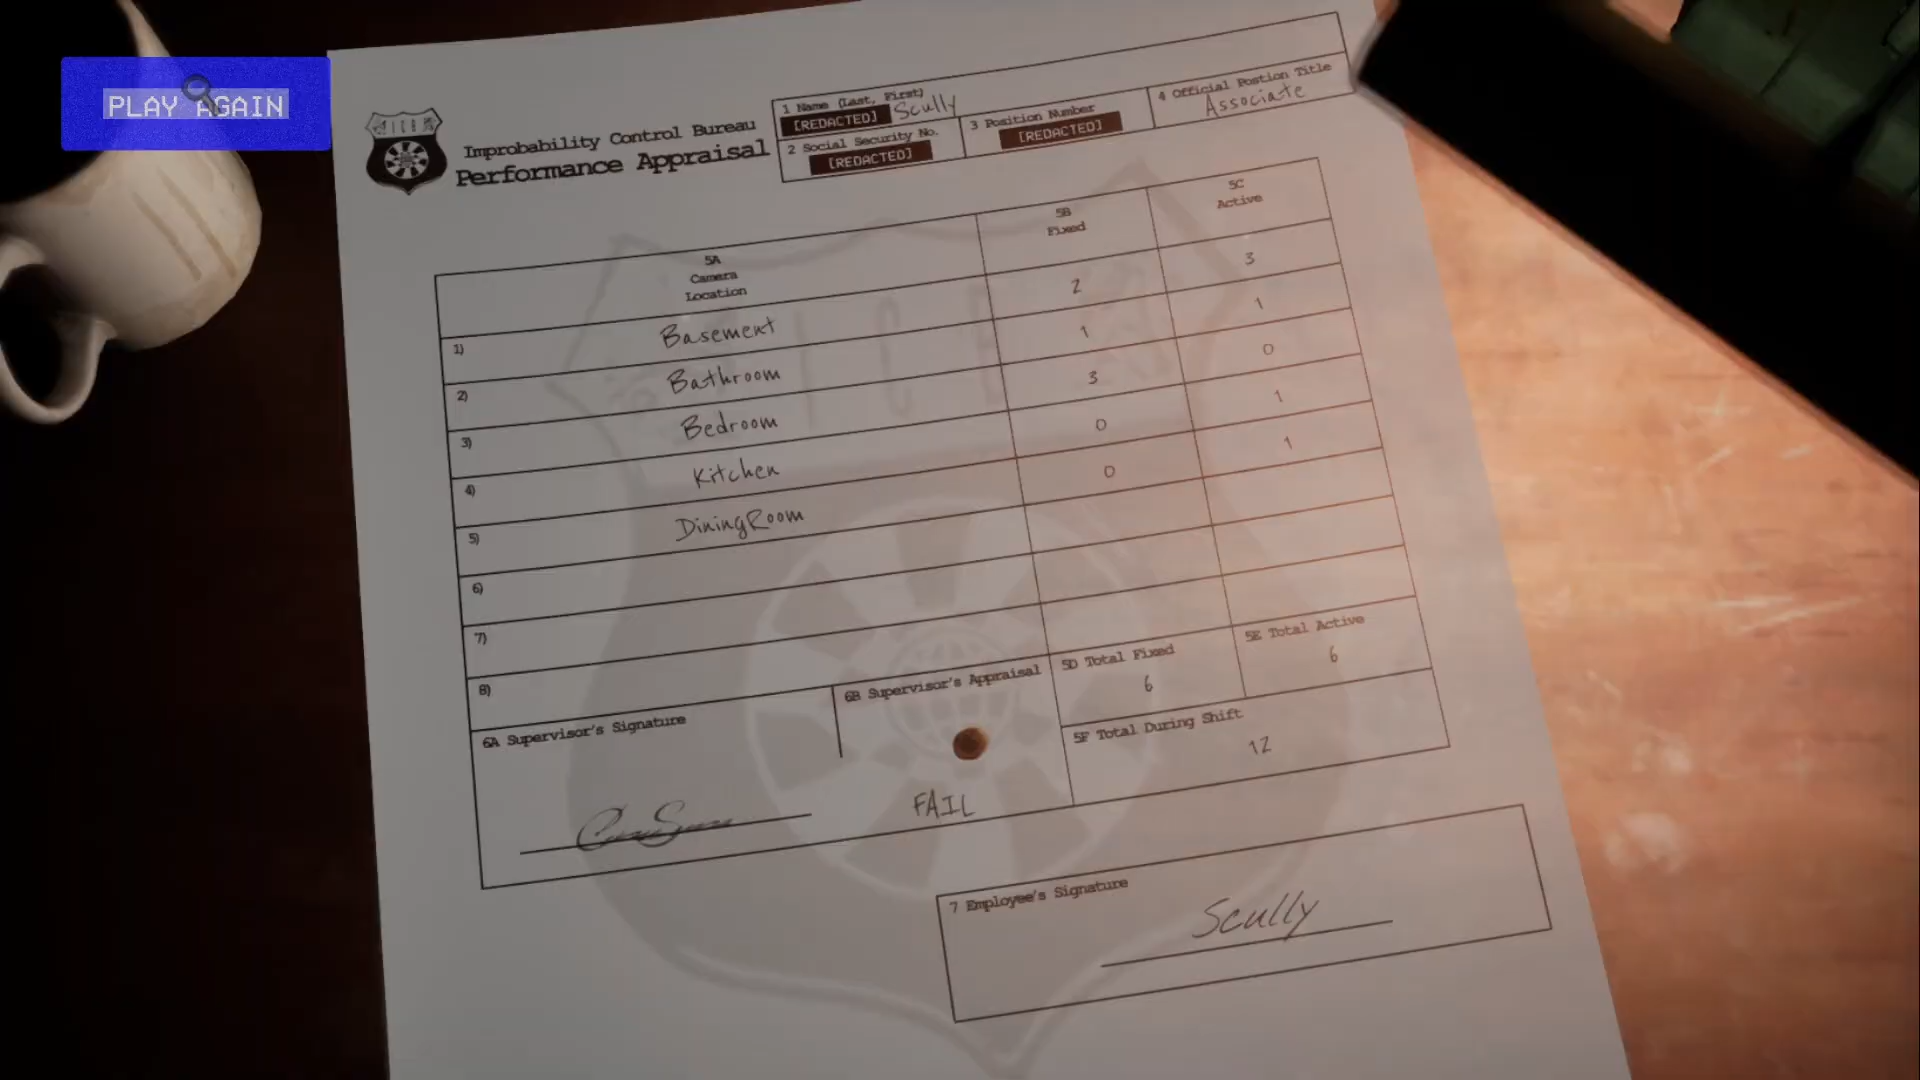 PLAY AGAIN
Improbability Control Bureau
Performance Appraisal
1 Name (Last, First)
[REDACTED] Scully
2 Social Security No.
[REDACTED]
3 Position Number
[REDACTED]
4 Official Postion Title
Associate
5A
Camera
Location
5B
Fixed
5C
Active
1) Basement 2 3
2) Bathroom 1 1
3) Bedroom 3 0
4) Kitchen 0 1
5) DiningRoom 0 1
6)
7)
8)
5D Total Fixed
6
5E Total Active
6
5F Total During Shift
12
6A Supervisor's Signature
6B Supervisor's Appraisal
FAIL
7 Employee's Signature
Scully